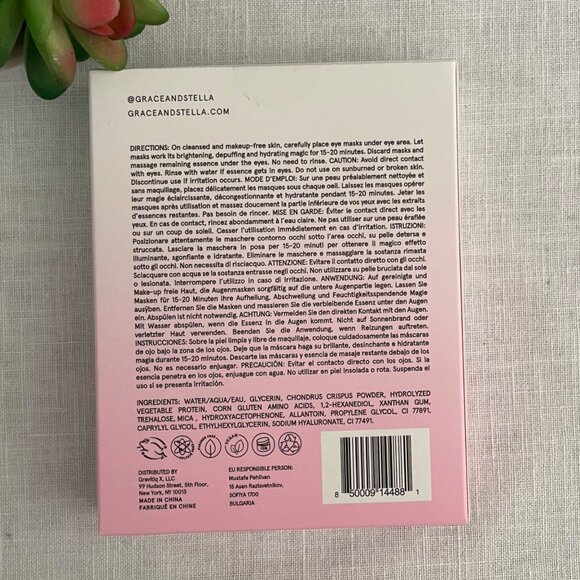 @GRACEANDSTELLA
GRACEANDSTELLA.COM
DIRECTIONS: On cleansed and makeup-free skin, carefully place eye masks under eye area. Let
masks work its brightening, depuffing and hydrating magic for 15-20 minutes. Discard masks and
massage remaining essence under the eyes. No need to rinse. CAUTION: Avoid direct contact
with eyes. Rinse with water if essence gets in eyes. Do not use on sunburned or broken skin.
Discontinue use if irritation occurs. MODE D'EMPLOI: Sur une peau préalablement nettoyée et
sans maquillage, placez délicatement les masques sous chaque oeil. Laissez les masques opérer
leur magie éclaircissante, décongestionnante et hydratante pendant 15-20 minutes. Jeter les
masques après utilisation et massez doucement la partie inférieure de vos yeux avec les extraits
d'essences restantes. Pas besoin de rincer. MISE EN GARDE: Éviter le contact direct avec les
yeux. En cas de contact, rincez abondamment à l'eau claire. Ne pas utiliser sur une peau éraflée
ou sur un coup de soleil. Cesser l'utilisation immédiatement en cas d'irritation. ISTRUZIONI:
Posizionare attentamente le maschere contorno occhi sotto l'area occhi, su pelle detersa e
struccata. Lasciare la maschera in posa per 15-20 minuti per ottenere il magico effetto
illuminante, sgonfiante e idratante. Eliminare le maschere e massaggiare la sostanza rimasta
sotto gli occhi. Non necessita di risciacquo. ATTENZIONE: Evitare il contatto diretto con gli occhi.
Sciacquare con acqua se la sostanza entrasse negli occhi. Non utilizzare su pelle bruciata dal sole
o lesionata. Interrompere l'utilizzo in caso di irritazione. ANWENDUNG: Auf gereinigte und
Make-up freie Haut, die Augenmasken sorgfältig auf die untere Augenpartie legen. Lassen Sie
Masken für 15-20 Minuten ihre Aufhellung, Abschwellung und Feuchtigkeitsspendende Magie
ausüben. Entfernen Sie die Masken und massieren Sie die verbleibende Essenz unter den Augen
ein. Abspülen ist nicht notwendig. ACHTUNG: Vermeiden Sie den direkten Kontakt mit den Augen.
Mit Wasser abspülen, wenn die Essenz in die Augen kommt. Nicht auf Sonnenbrand oder
verletzter Haut verwenden. Beenden Sie die Anwendung, wenn Reizungen auftreten.
INSTRUCCIONES: Sobre la piel limpia y libre de maquillaje, coloque cuidadosamente las máscaras
de ojo bajo la zona de los ojos. Deje que la máscara haga su brillante, desinchante e hidratante
magia durante 15-20 minutos. Descarte las máscaras y esencia de masaje restante debajo de los
ojos. No es necesario enjuagar. PRECAUCIÓN: Evitar el contacto directo con los ojos. Si la
esencia penetra en los ojos, enjuague con agua. No utilizar en piel insolada o rota. Suspenda el
uso si se presenta irritación.
INGREDIENTS: WATER/AQUA/EAU, GLYCERIN, CHONDRUS CRISPUS POWDER, HYDROLYZED
VEGETABLE PROTEIN, CORN GLUTEN AMINO ACIDS, 1,2-HEXANEDIOL, XANTHAN GUM,
TREHALOSE, MICA, HYDROXYACETOPHENONE, ALLANTOIN, PROPYLENE GLYCOL, CI 77891,
CAPRYLYL GLYCOL, ETHYLHEXYLGLYCERIN, SODIUM HYALURONATE, CI 77491.
VEGAN
12M
DISTRIBUTED BY
Gravitiq X, LLC
99 Hudson Street, 5th Floor,
New York, NY 10013
MADE IN CHINA
FABRIQUÉ EN CHINE
EU RESPONSIBLE PERSON:
Mustafa Pehlivan
15 Asen Razlavetnikov,
SOFIYA 1700
BULGARIA
8 50009 14488 1